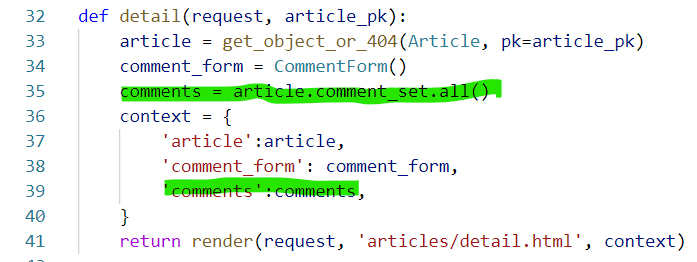 32 def detail(request, article_pk):
33     article = get_object_or_404(Article, pk=article_pk)
34     comment_form = CommentForm()
35     comments = article.comment_set.all()
36     context = {
37         'article':article,
38         'comment_form': comment_form,
39         'comments':comments,
40     }
41     return render(request, 'articles/detail.html', context)